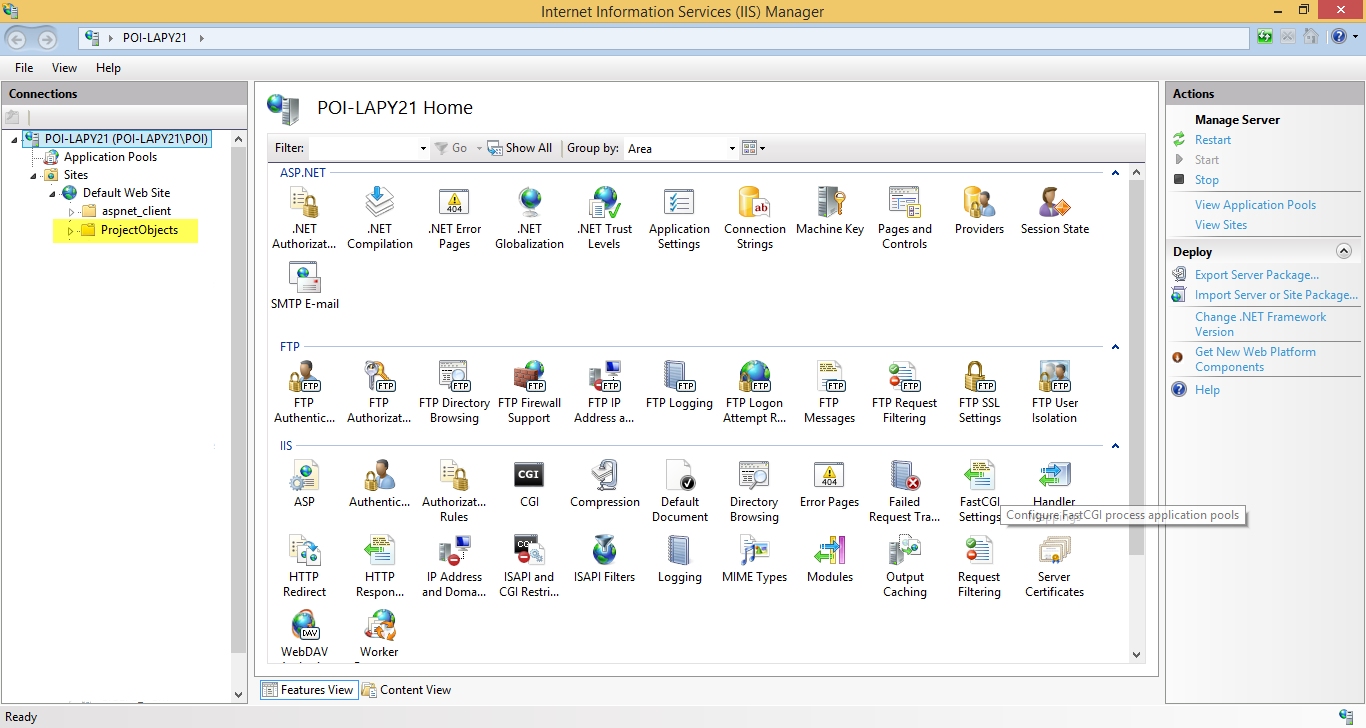 Internet Information Services (IIS) Manager
POI-LAPY21
File View Help
Connections
POI-LAPY21 (POI-LAPY21\POI)
Application Pools
Sites
Default Web Site
aspnet_client
ProjectObjects
POI-LAPY21 Home
Filter: Go Show All Group by: Area
ASP.NET
.NET Authorizat...
.NET Compilation
.NET Error Pages
.NET Globalization
.NET Trust Levels
Application Settings
Connection Strings
Machine Key
Pages and Controls
Providers
Session State
SMTP E-mail
FTP
FTP Authentic...
FTP Authorizat...
FTP Directory Browsing
FTP Firewall Support
FTP IP Address a...
FTP Logging
FTP Logon Attempt R...
FTP Messages
FTP Request Filtering
FTP SSL Settings
FTP User Isolation
IIS
ASP
Authentic...
Authorizat... Rules
CGI
Compression
Default Document
Directory Browsing
Error Pages
Failed Request Tra...
FastCGI Settings
Handler
Configure FastCGI process application pools
HTTP Redirect
HTTP Respon...
IP Address and Doma...
ISAPI and CGI Restri...
ISAPI Filters
Logging
MIME Types
Modules
Output Caching
Request Filtering
Server Certificates
WebDAV
Worker
Features View
Content View
Actions
Manage Server
Restart
Start
Stop
View Application Pools
View Sites
Deploy
Export Server Package...
Import Server or Site Package...
Change .NET Framework
Version
Get New Web Platform
Components
Help
Ready